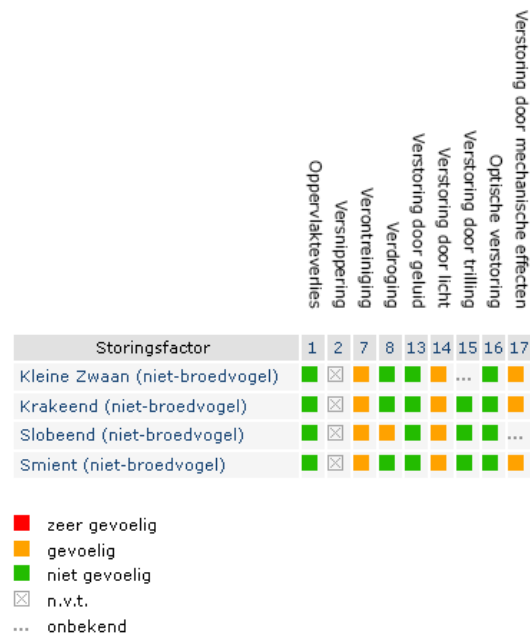 Oppervlakteverlies
Versnippering
Verontreiniging
Verdroging
Verstoring door geluid
Verstoring door licht
Verstoring door trilling
Optische verstoring
Verstoring door mechanische effecten
Storingsfactor 1 2 7 8 13 14 15 16 17
Kleine Zwaan (niet-broedvogel) ...
Krakeend (niet-broedvogel)
Slobeend (niet-broedvogel) ...
Smient (niet-broedvogel)
zeer gevoelig
gevoelig
niet gevoelig
n.v.t.
... onbekend